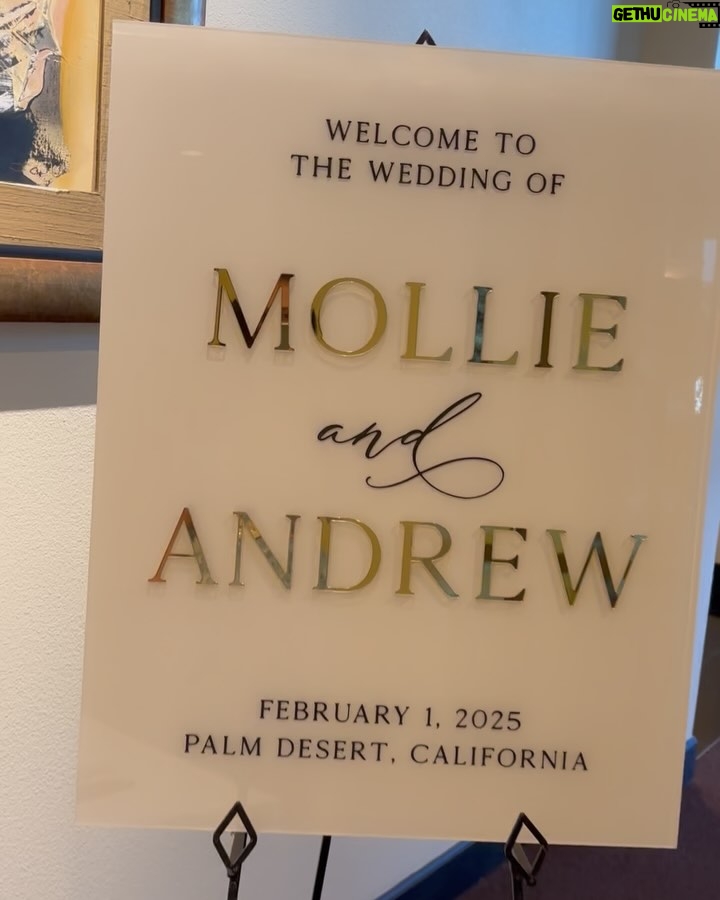 GETHUCINEMA
WELCOME TO
THE WEDDING OF
MOLLIE
and
ANDREW
FEBRUARY 1, 2025
PALM DESERT, CALIFORNIA